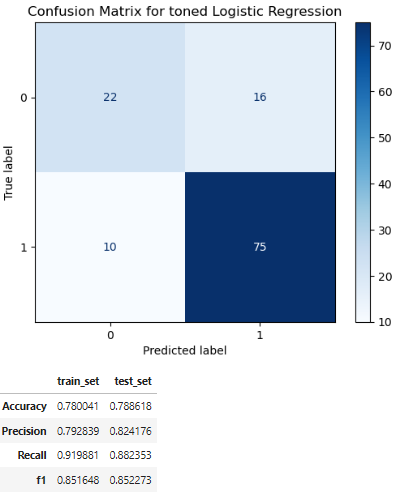 Confusion Matrix for toned Logistic Regression
0
22
16
True label
1
10
75
0
1
Predicted label
70
60
50
40
30
20
10
train_set test_set
Accuracy 0.780041 0.788618
Precision 0.792839 0.824176
Recall 0.919881 0.882353
f1 0.851648 0.852273